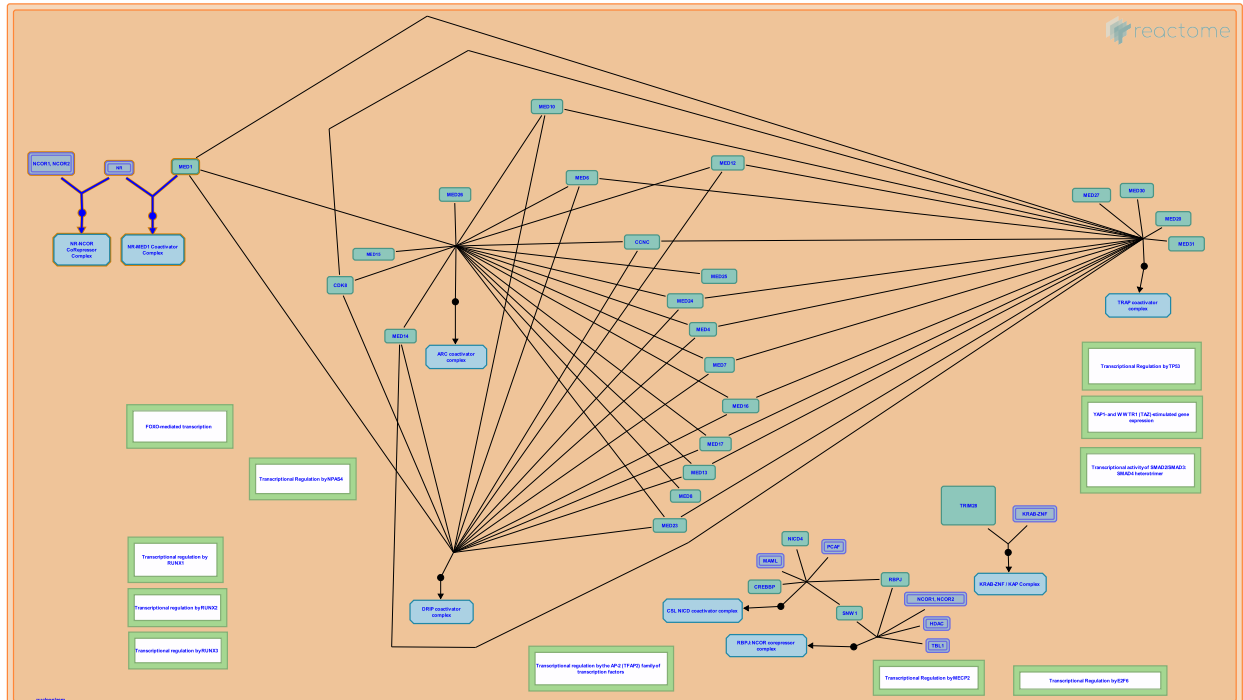 reactome
MED10
NCOR1, NCOR2
NR
MED1
MED12
MED6
MED26
MED27
MED30
MED31
NR-NCOR
CoRepressor
Complex
NR-MED1 Coactivator
Complex
CCNC
MED15
MED25
CDK8
MED24
TRAP coactivator
complex
MED4
MED14
ARC coactivator
complex
MED7
Transcriptional Regulation by TP53
MED16
YAP1- and WWTR1 (TAZ)-stimulated gene
expression
FOXO-mediated transcription
MED17
MED13
Transcriptional activity of SMAD2/SMAD3:
SMAD4 heterotrimer
Transcriptional Regulation by NPAS4
MED23
TRIM28
KRAB-ZNF
NICD4
PCAF
Transcriptional regulation by
RUNX1
MAML
CREBBP
RBPJ
KRAB-ZNF / KAP Complex
NCOR1, NCOR2
Transcriptional regulation by RUNX2
DRIP coactivator
complex
CSL NICD coactivator complex
SNW1
HDAC
Transcriptional regulation by RUNX3
RBPJ:NCOR corepressor
complex
TBL1
Transcriptional regulation by the AP-2 (TFAP2) family of
transcription factors
Transcriptional Regulation by MECP2
Transcriptional Regulation by E2F6